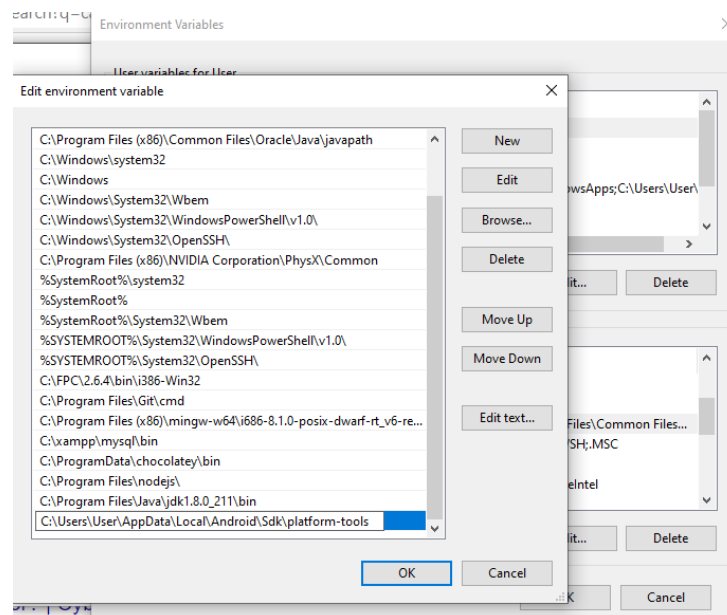 earch?q=c
Environment Variables
User variables for User
Edit environment variable
C:\Program Files (x86)\Common Files\Oracle\Java\javapath
New
C:\Windows\system32
C:\Windows
Edit
C:\Windows\System32\Wbem
owsApps;C:\Users\User\
C:\Windows\System32\WindowsPowerShell\v1.0\
Browse...
C:\Windows\System32\OpenSSH\
C:\Program Files (x86)\NVIDIA Corporation\PhysX\Common
Delete
%SystemRoot%\system32
it...
Delete
%SystemRoot%
%SystemRoot%\System32\Wbem
Move Up
%SYSTEMROOT%\System32\WindowsPowerShell\v1.0\
%SYSTEMROOT%\System32\OpenSSH\
Move Down
C:\FPC\2.6.4\bin\i386-Win32
C:\Program Files\Git\cmd
C:\Program Files (x86)\mingw-w64\i686-8.1.0-posix-dwarf-rt_v6-re...
Edit text...
Files\Common Files...
C:\xampp\mysql\bin
SH;.MSC
C:\ProgramData\chocolatey\bin
C:\Program Files\nodejs\
eIntel
C:\Program Files\Java\jdk1.8.0_211\bin
C:\Users\User\AppData\Local\Android\Sdk\platform-tools
it...
Delete
OK
Cancel
K
Cancel